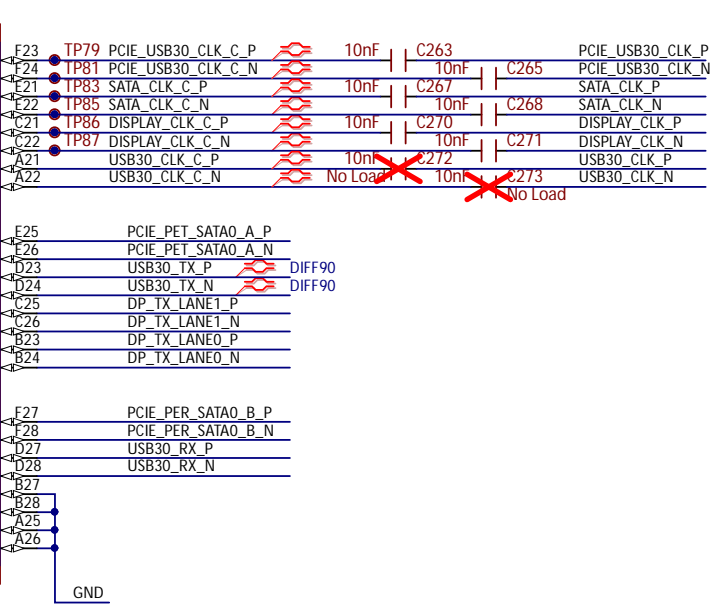 F23 TP79 PCIE_USB30_CLK_C_P 10nF C263 PCIE_USB30_CLK_P
F24 TP81 PCIE_USB30_CLK_C_N 10nF C265 PCIE_USB30_CLK_N
E21 TP83 SATA_CLK_C_P 10nF C267 SATA_CLK_P
E22 TP85 SATA_CLK_C_N 10nF C268 SATA_CLK_N
C21 TP86 DISPLAY_CLK_C_P 10nF C270 DISPLAY_CLK_P
C22 TP87 DISPLAY_CLK_C_N 10nF C271 DISPLAY_CLK_N
A21 USB30_CLK_C_P 10nF C272 USB30_CLK_P
A22 USB30_CLK_C_N No Load 10nF C273 USB30_CLK_N
No Load
E25 PCIE_PET_SATA0_A_P
E26 PCIE_PET_SATA0_A_N
D23 USB30_TX_P DIFF90
D24 USB30_TX_N DIFF90
C25 DP_TX_LANE1_P
C26 DP_TX_LANE1_N
B23 DP_TX_LANE0_P
B24 DP_TX_LANE0_N
F27 PCIE_PER_SATA0_B_P
F28 PCIE_PER_SATA0_B_N
D27 USB30_RX_P
D28 USB30_RX_N
B27
B28
A25
A26
GND